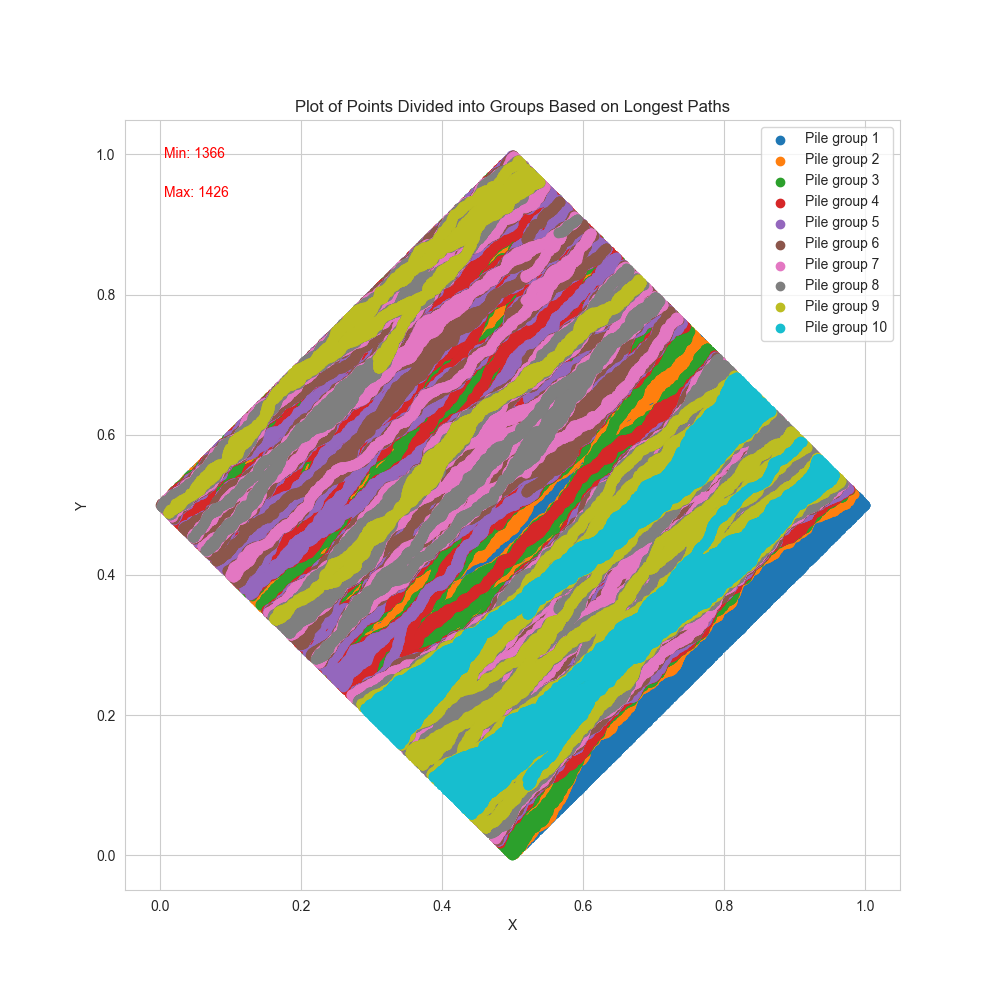 Plot of Points Divided into Groups Based on Longest Paths
Min: 1366
Max: 1426
Pile group 1
Pile group 2
Pile group 3
Pile group 4
Pile group 5
Pile group 6
Pile group 7
Pile group 8
Pile group 9
Pile group 10
1.0
0.8
0.6
0.4
0.2
0.0
Y
0.0 0.2 0.4 0.6 0.8 1.0
X